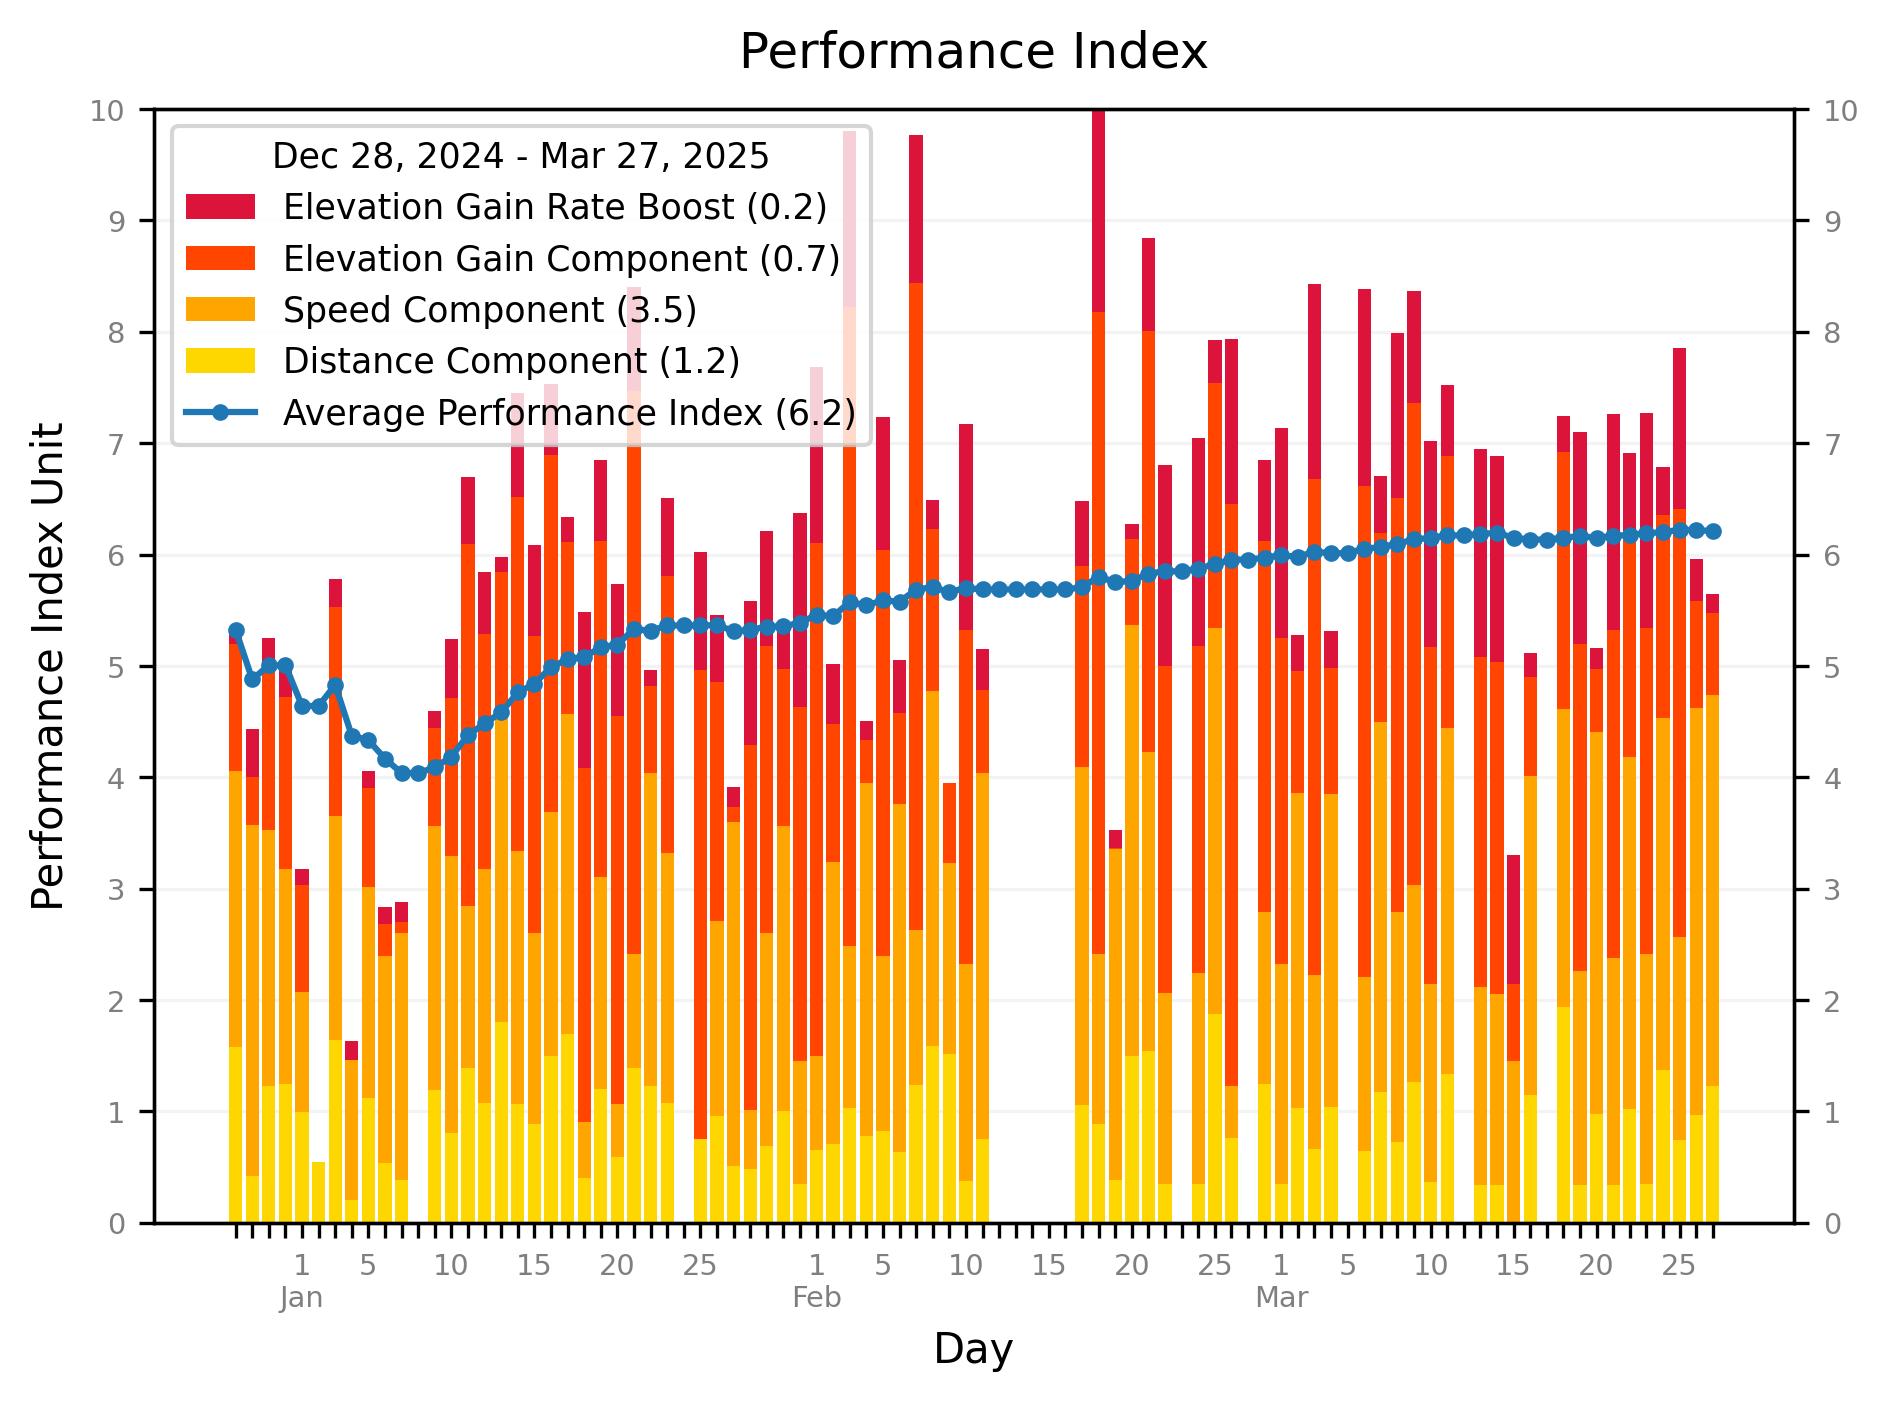 Performance Index
Dec 28, 2024 - Mar 27, 2025
Elevation Gain Rate Boost (0.2)
Elevation Gain Component (0.7)
Speed Component (3.5)
Distance Component (1.2)
Average Performance Index (6.2)
Performance Index Unit
10
9
8
7
6
5
4
3
2
1
0
10
9
8
7
6
5
4
3
2
1
0
1 5 10 15 20 25 1 5 10 15 20 25 1 5 10 15 20 25
Jan Feb Mar
Day